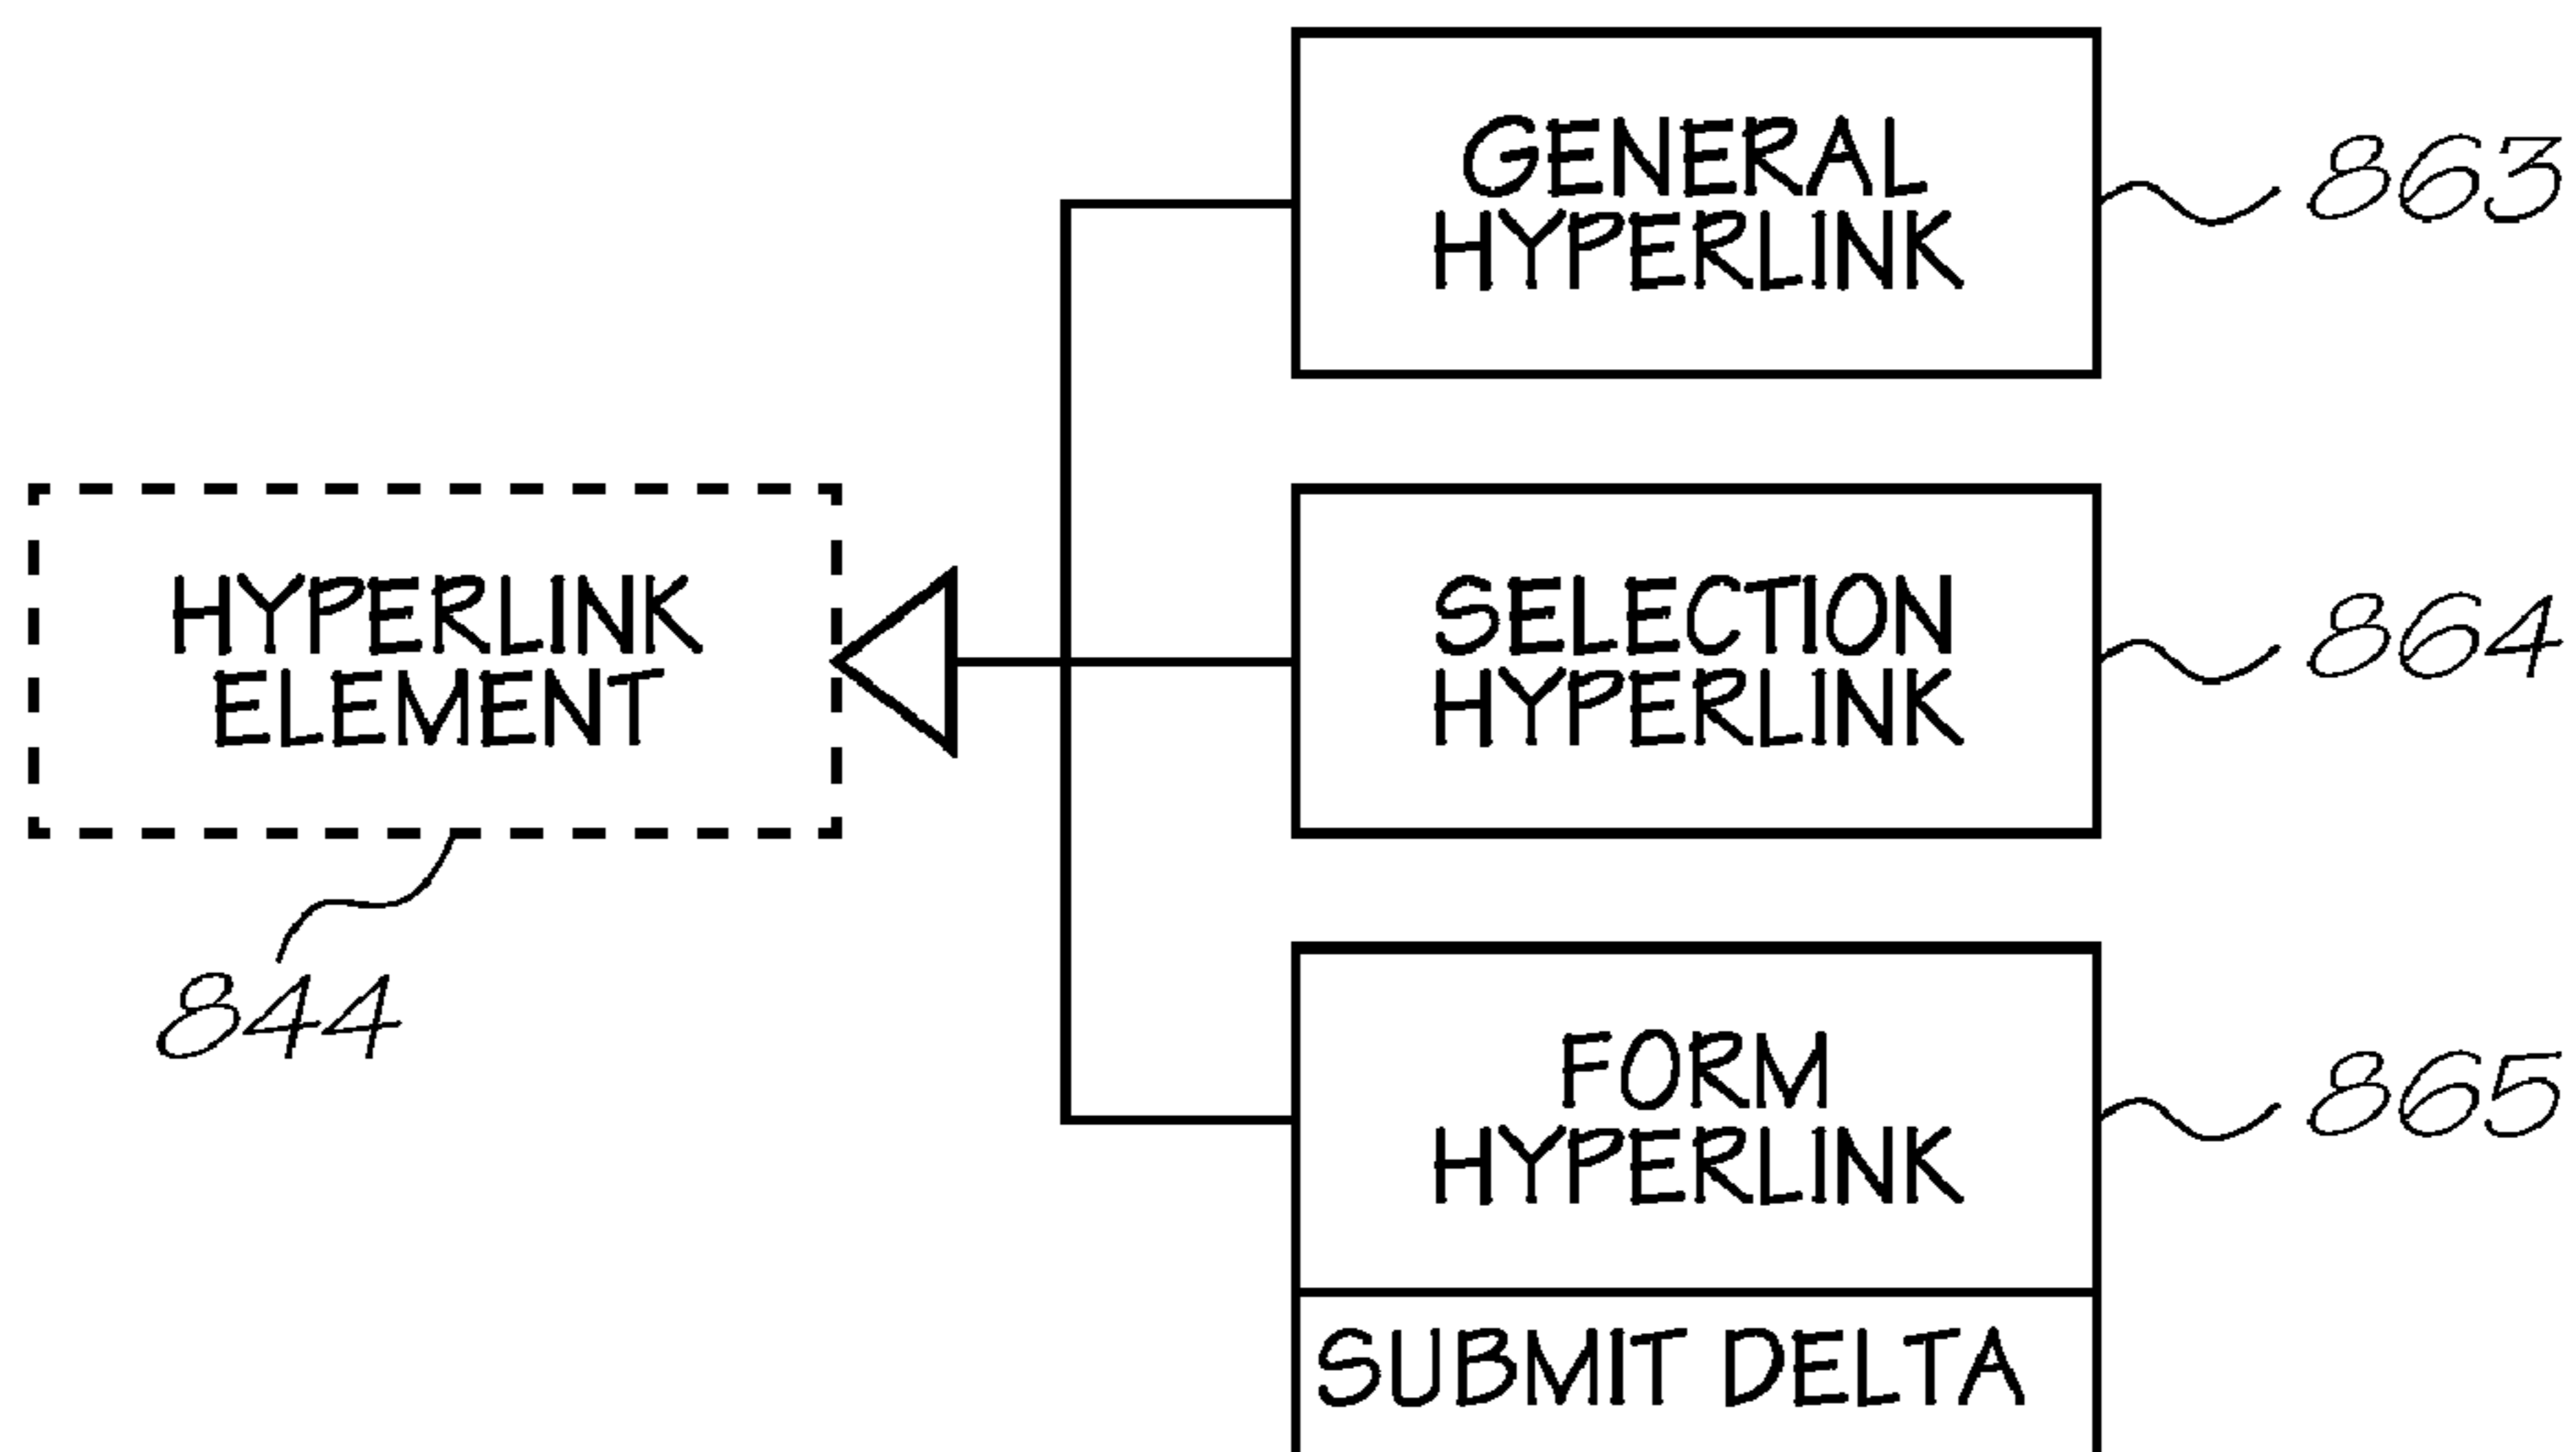 GENERAL
HYPERLINK
863
HYPERLINK
ELEMENT
844
SELECTION
HYPERLINK
864
FORM
HYPERLINK
865
SUBMIT DELTA